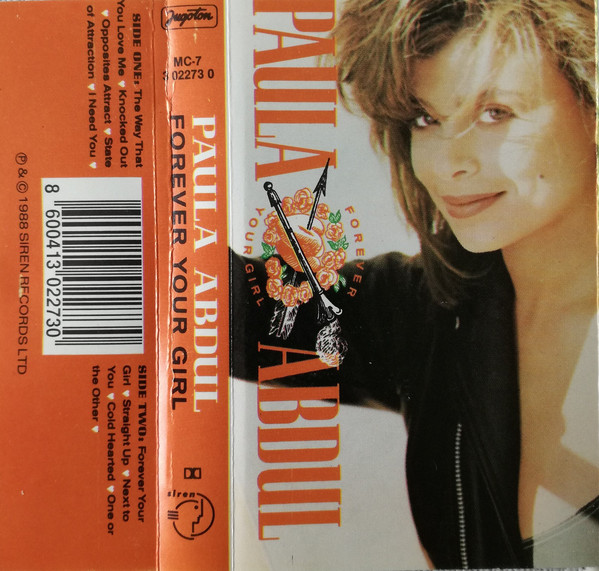 SIDE ONE: The Way That
You Love Me ♥ Knocked Out
♥ Opposites Attract ♥ State
of Attraction ♥ I Need You ♥
8 600413 022730
SIDE TWO: Forever Your
Girl ♥ Straight Up ♥ Next to
You ♥ Cold Hearted ♥ One or
the Other ♥
℗ & © 1988 SIREN RECORDS LTD
Jugoton
MC-7
3 02273 0
PAULA ABDUL
FOREVER YOUR GIRL
siren
PAULA ABDUL
FOREVER
YOUR GIRL